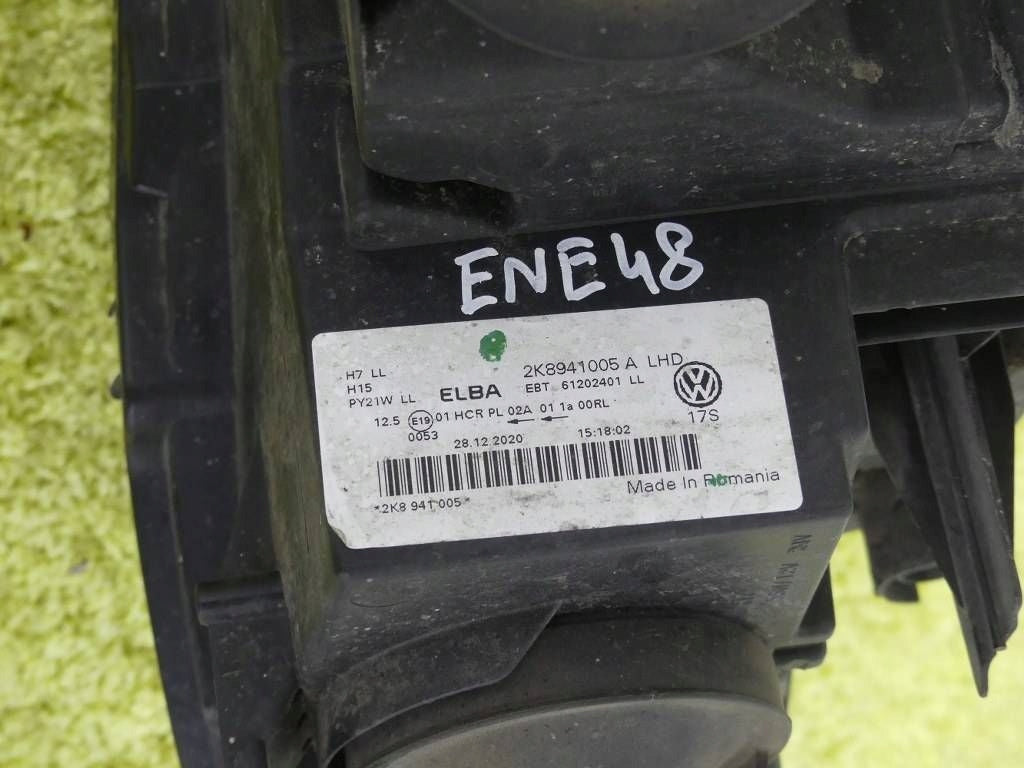 ENE48
H7 LL
H15
PY21W LL
ELBA
2K8941005 A LHD
EBT 61202401 LL
12.5 E19 01 HCR PL 02A 01 1a 00RL
0053
17S
28.12.2020 15:18:02
*2K8 941 005*
Made In Romania